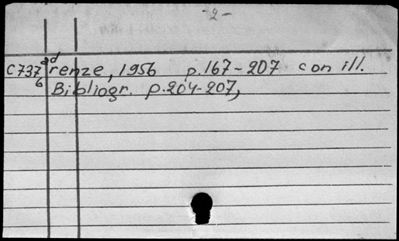 -2-
C737 ad renze, 1956 p.167-207 con ill.
6 Bibliogr. p.204-207,